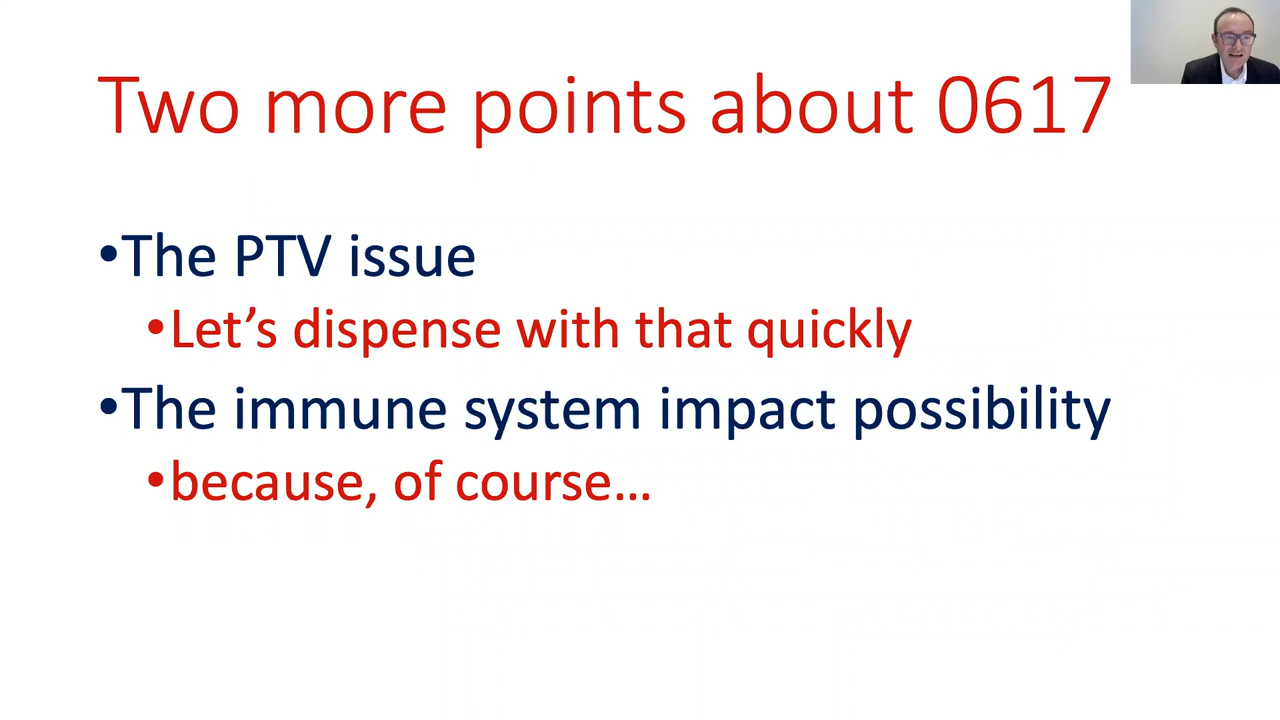 Two more points about 0617
•The PTV issue
•Let’s dispense with that quickly
•The immune system impact possibility
•because, of course…